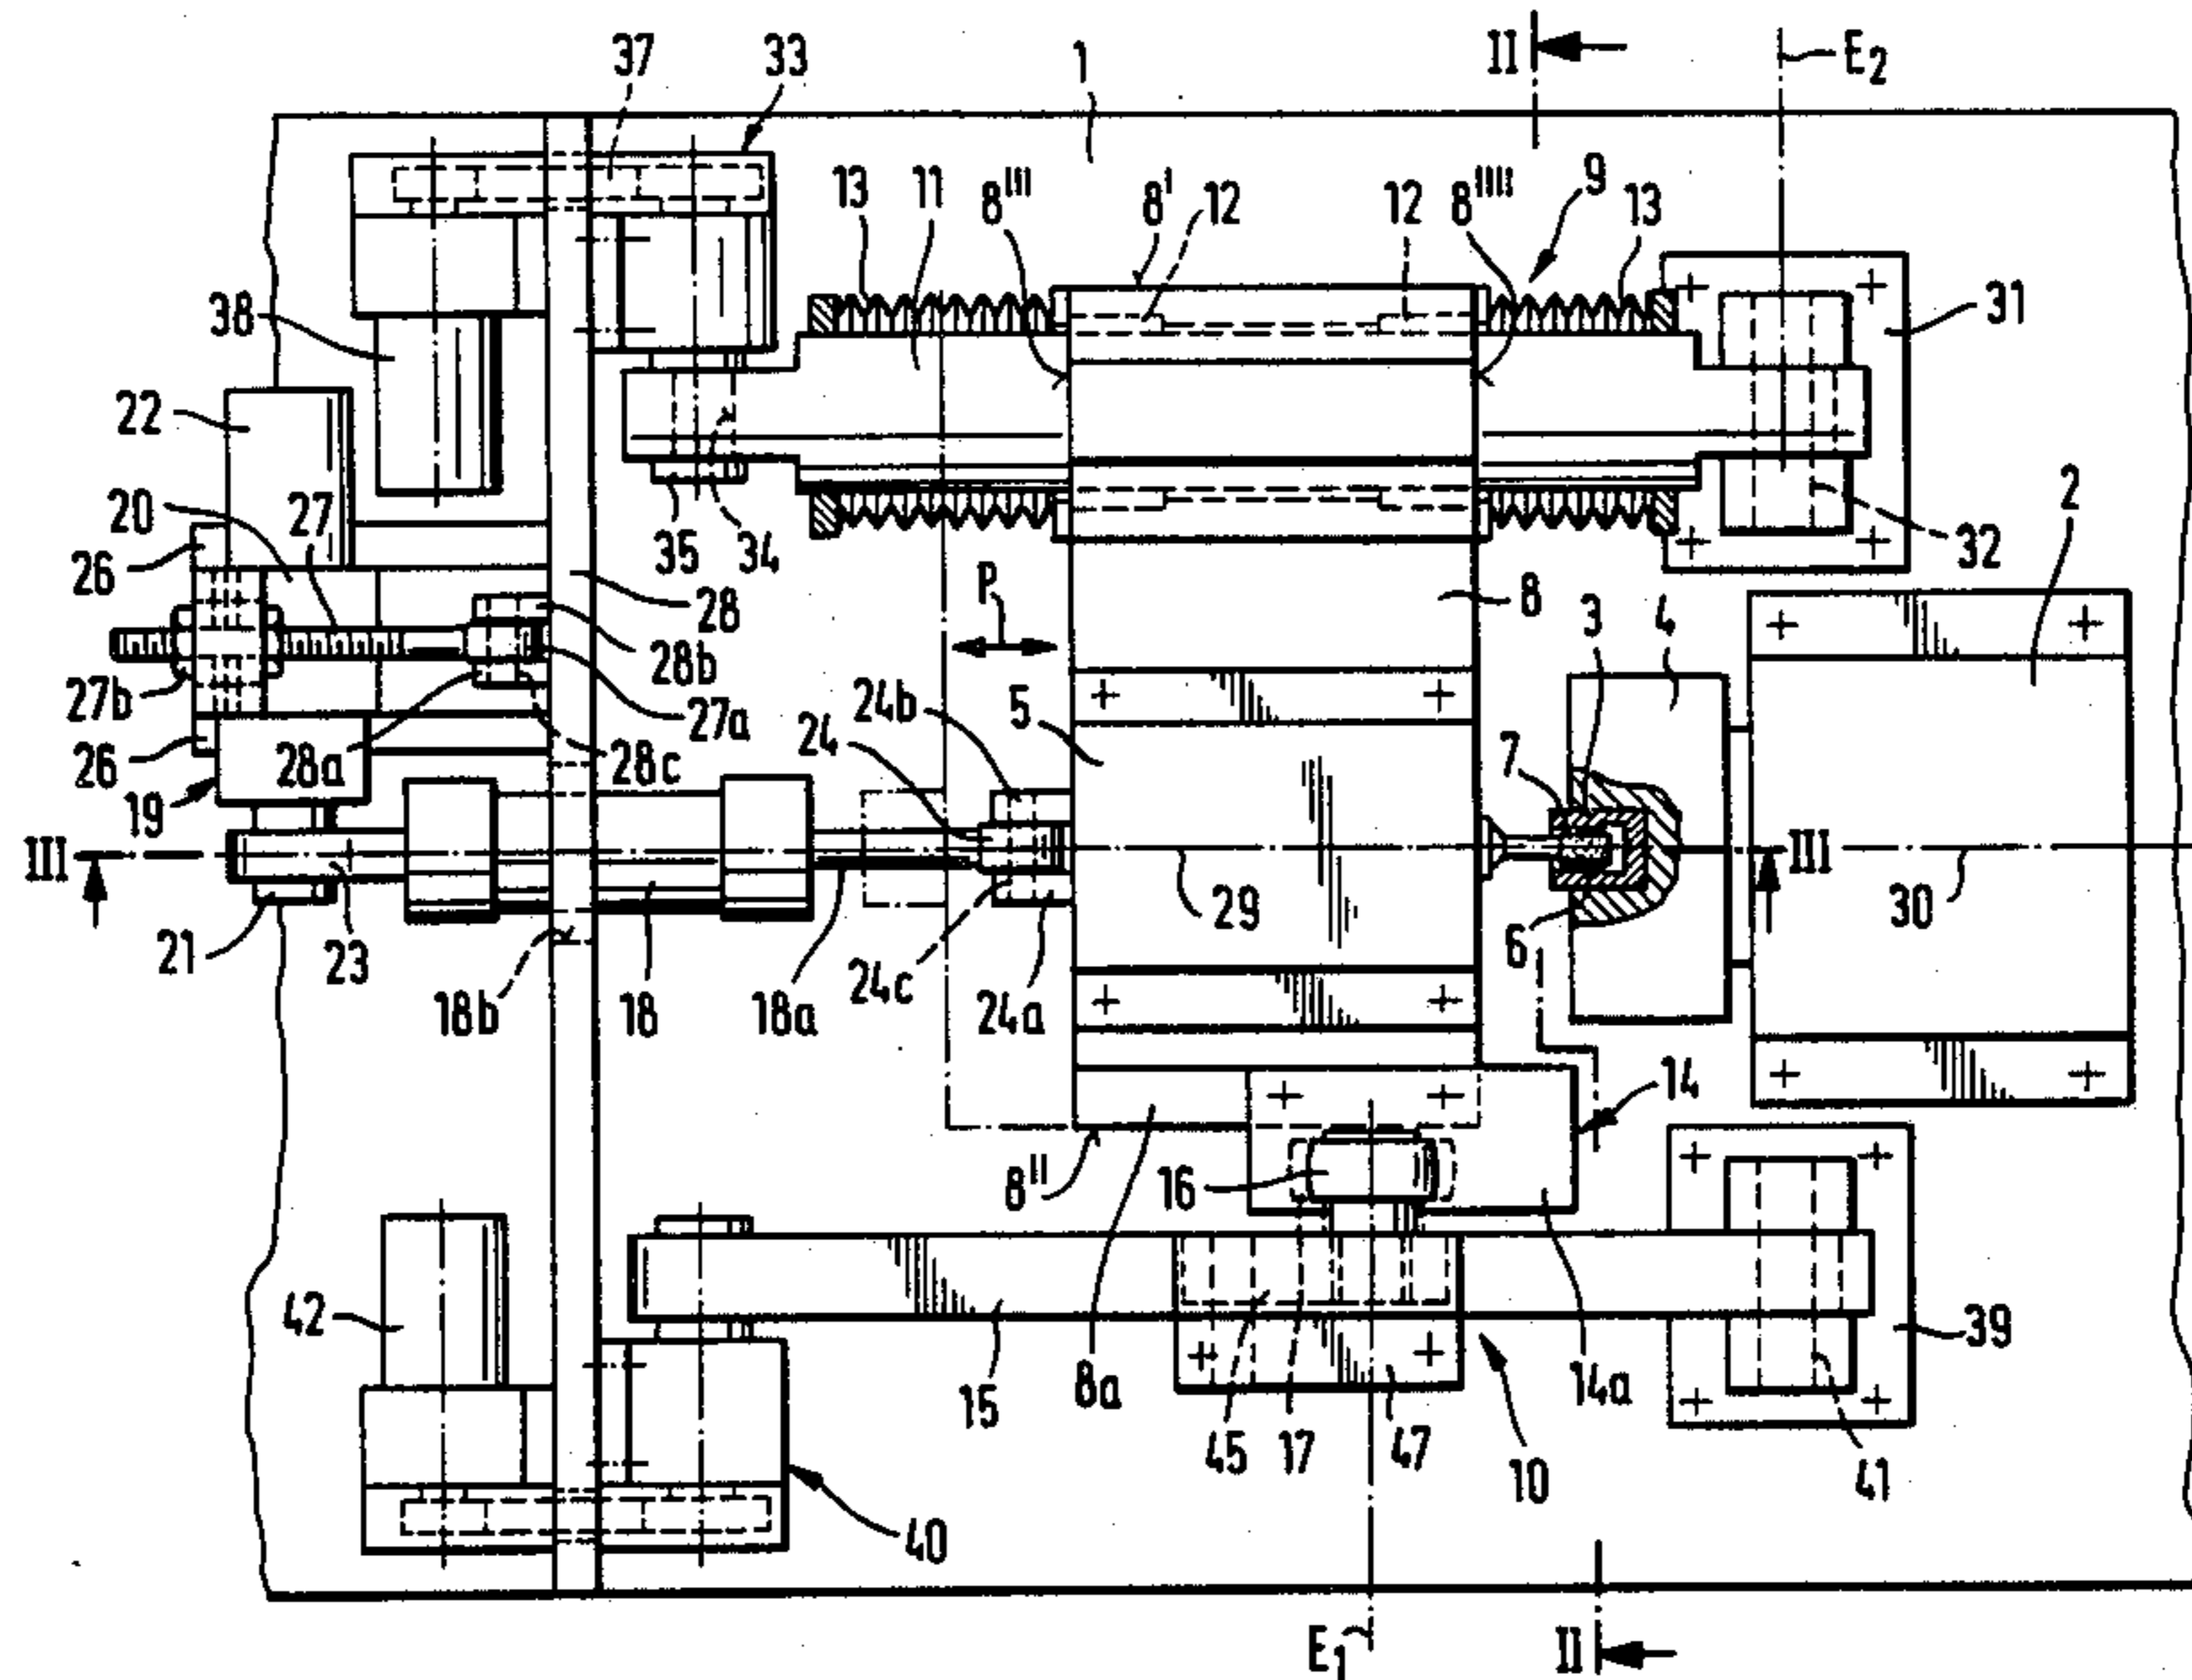 II E₂
37 33 1
13 11 8''' 8' 12 12 8'''' 9 13
38 31
22
20 27 2
26 35 34 32
P 28 8 3 4
27b 28b
24b 5
26 28a 28c 27a 24 7
19
III III
21 23 29 6 30
18b 18 18a 24c 24a
14
8'' 16
42 39
15 8a 14a
45 17 47 10 41
40
E₁ II